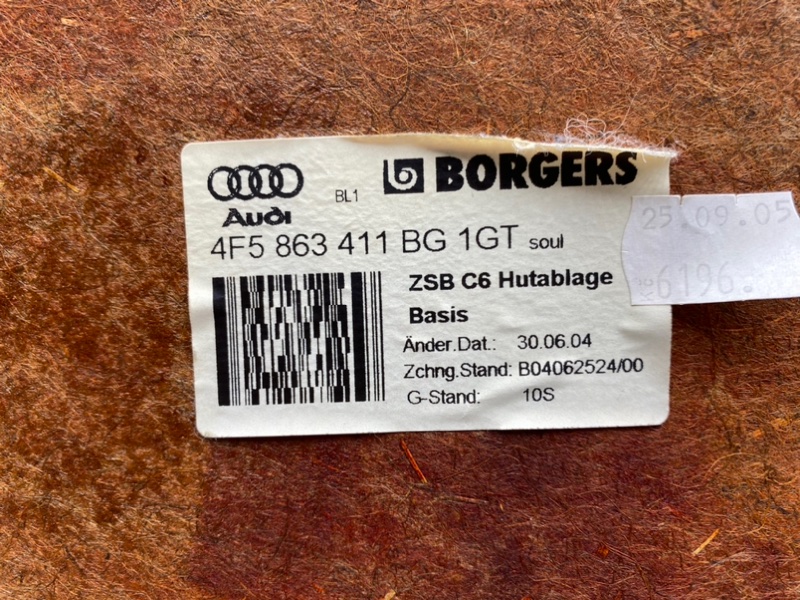 Audi
BL1
BORGERS
4F5 863 411 BG 1GT soul
ZSB C6 Hutablage
Basis
Änder.Dat.: 30.06.04
Zchng.Stand: B04062524/00
G-Stand: 10S
25.09.05
6196.